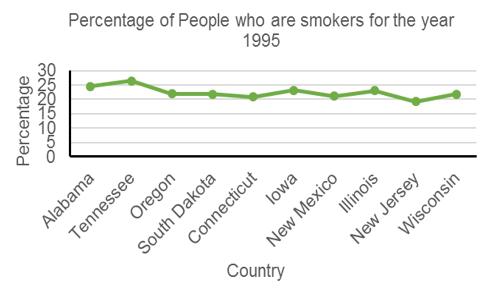 Percentage of People who are smokers for the year
1995
Percentage
30
25
20
15
10
5
0
Alabama
Tennessee
Oregon
South Dakota
Connecticut
Iowa
New Mexico
Illinois
New Jersey
Wisconsin
Country